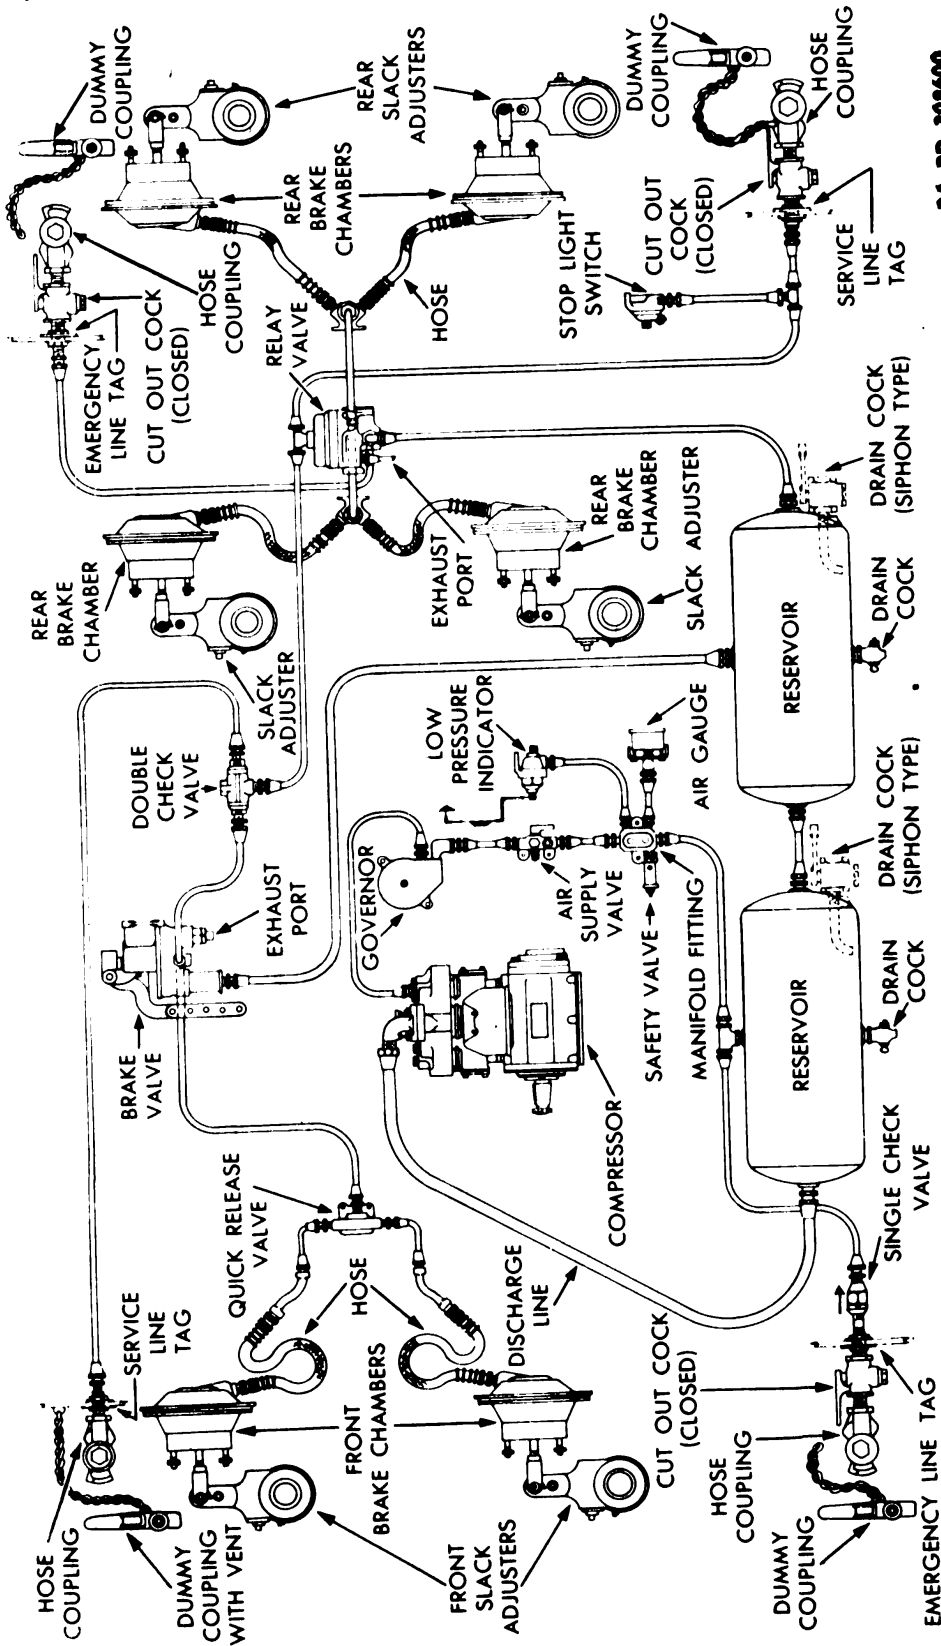 HOSE
COUPLING
DUMMY
COUPLING
WITH VENT
SERVICE
LINE
TAG
QUICK RELEASE
VALVE
BRAKE
VALVE
EXHAUST
PORT
DOUBLE
CHECK
VALVE
REAR
BRAKE
CHAMBER
SLACK
ADJUSTER
EMERGENCY
LINE TAG
CUT OUT COCK
(CLOSED)
HOSE
COUPLING
DUMMY
COUPLING
FRONT
BRAKE CHAMBERS
HOSE
GOVERNOR
RELAY
VALVE
REAR
BRAKE
CHAMBERS
REAR
SLACK
ADJUSTERS
FRONT
SLACK
ADJUSTERS
DISCHARGE
LINE
LOW
PRESSURE
INDICATOR
EXHAUST
PORT
HOSE
COMPRESSOR
AIR
SUPPLY
VALVE
SAFETY VALVE
MANIFOLD FITTING
AIR GAUGE
REAR
BRAKE
CHAMBER
SLACK ADJUSTER
STOP LIGHT
SWITCH
CUT OUT
COCK
(CLOSED)
DUMMY
COUPLING
CUT OUT COCK
(CLOSED)
HOSE
COUPLING
DUMMY
COUPLING
RESERVOIR
RESERVOIR
SERVICE
LINE
TAG
HOSE
COUPLING
EMERGENCY LINE TAG
SINGLE CHECK
VALVE
DRAIN
COCK
DRAIN COCK
(SIPHON TYPE)
DRAIN
COCK
DRAIN COCK
(SIPHON TYPE)